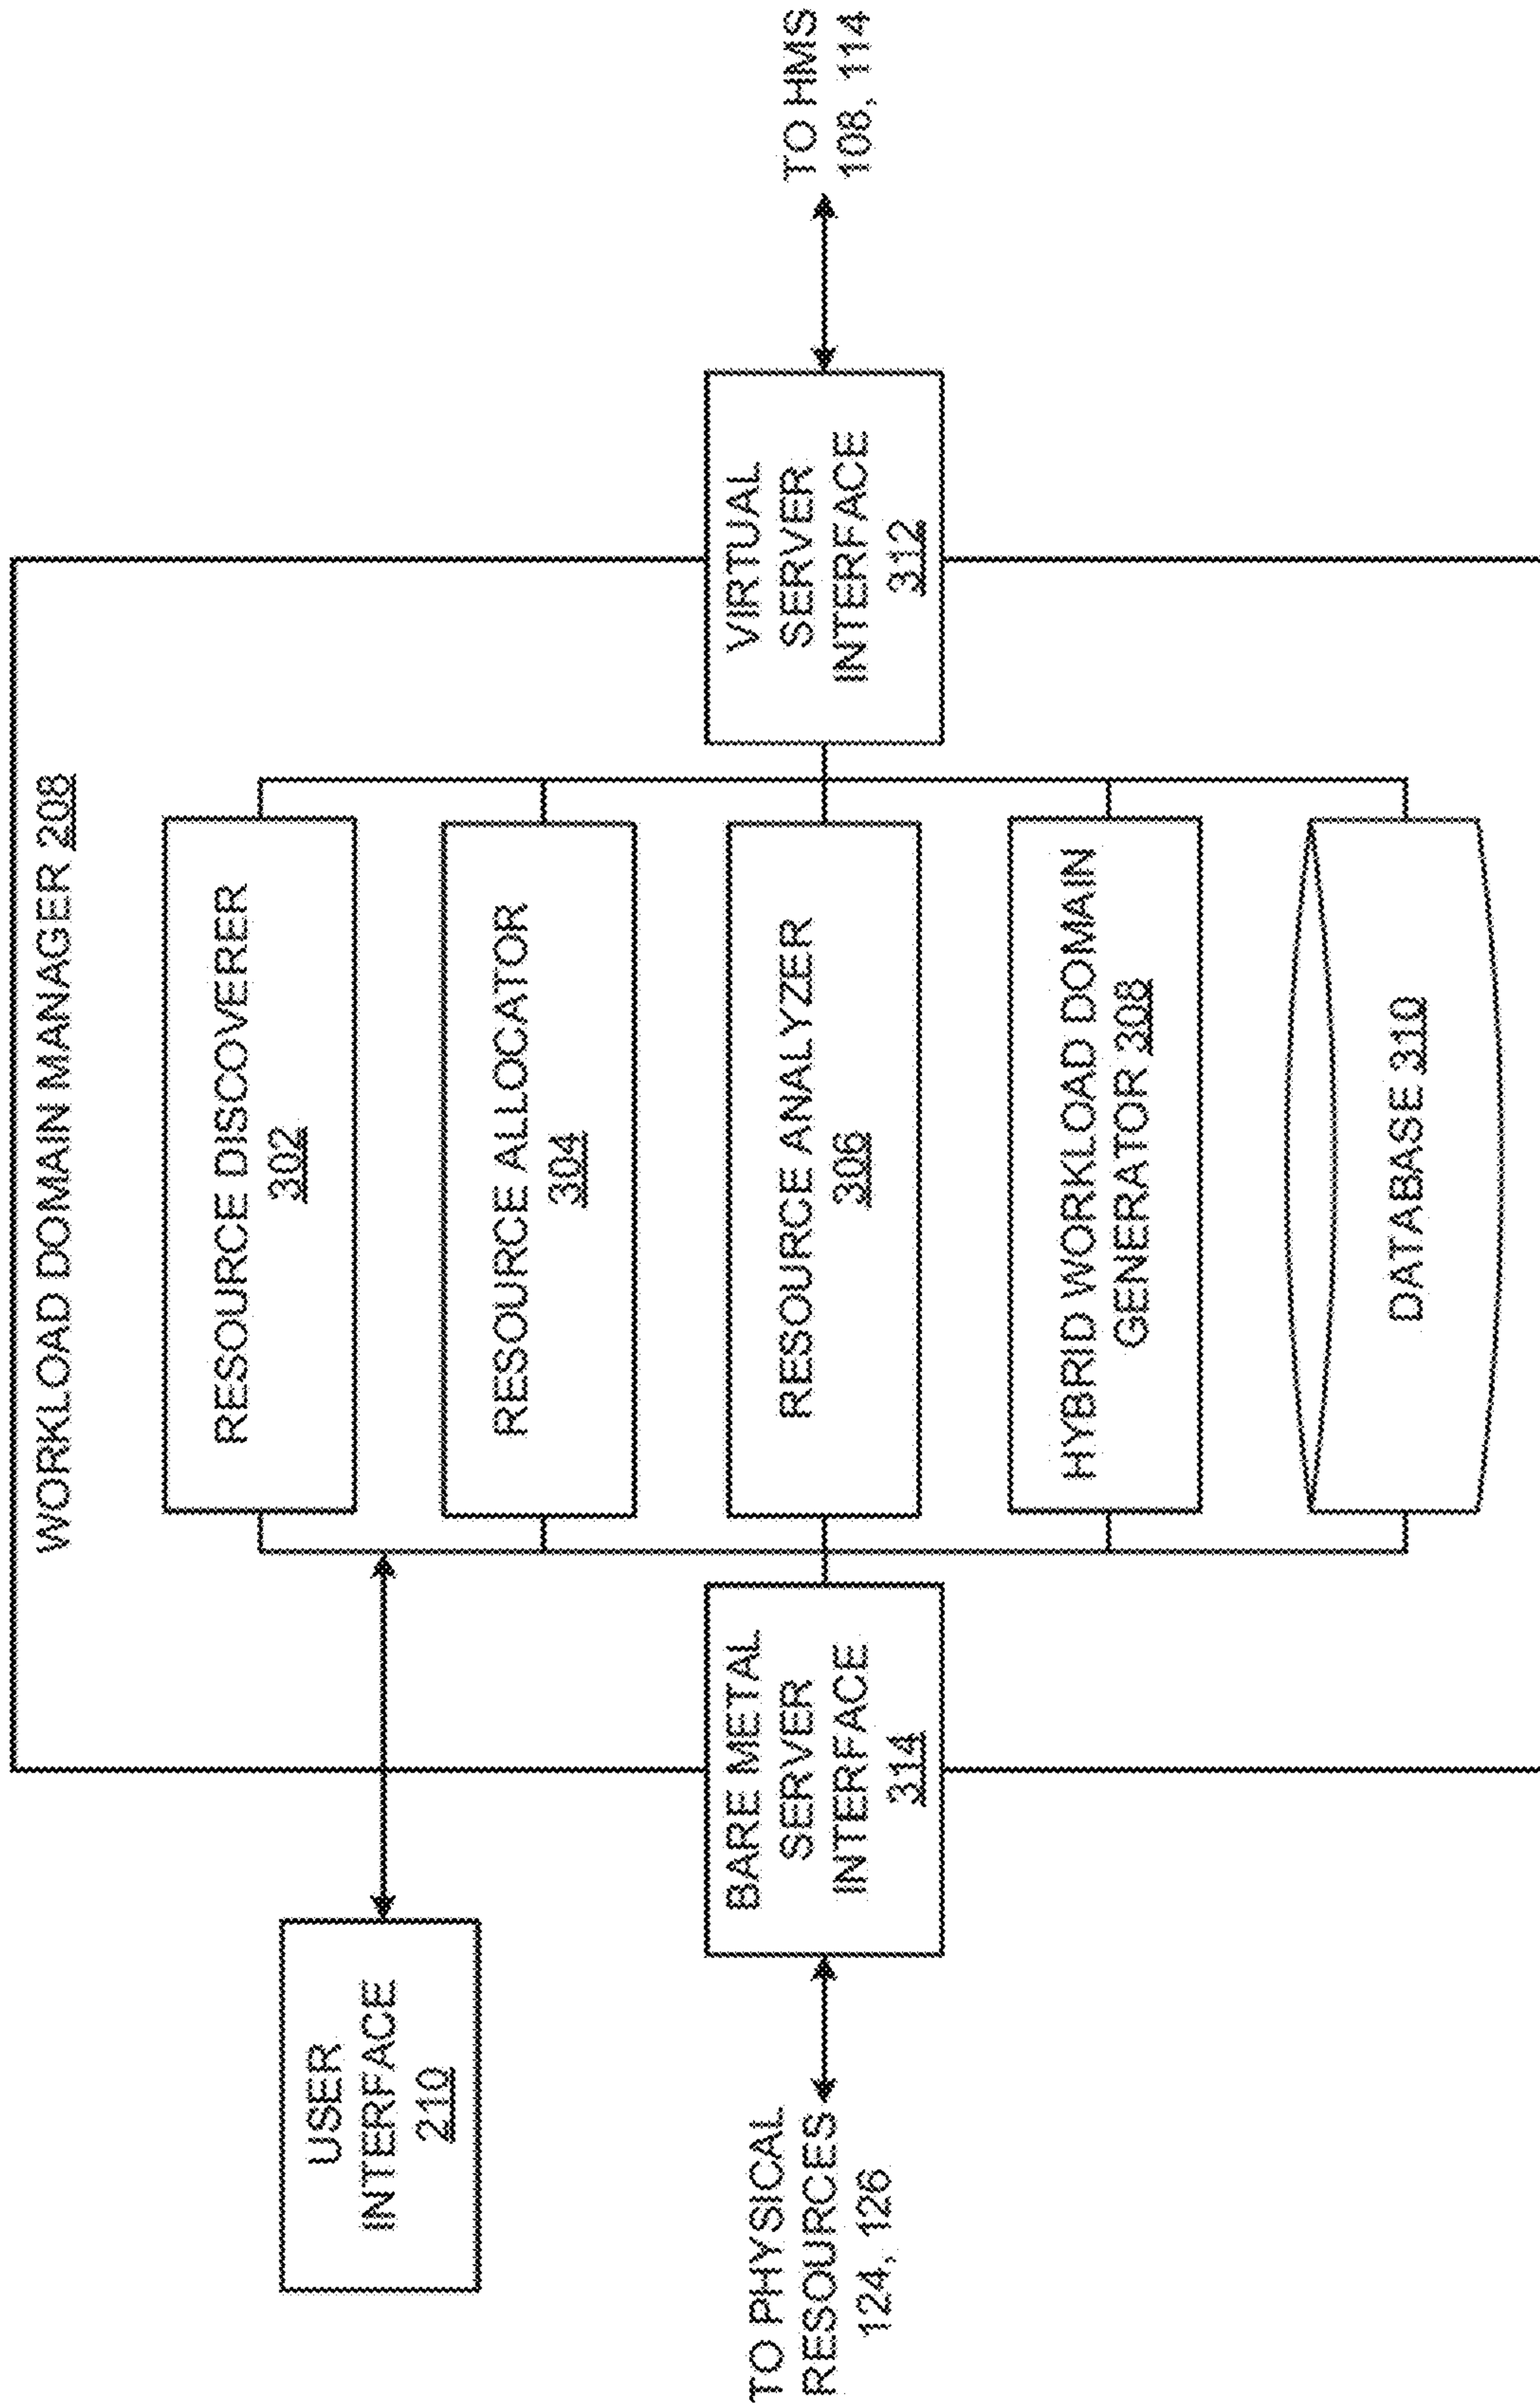 WORKLOAD DOMAIN MANAGER 208
USER
INTERFACE
210
RESOURCE DISCOVERER
302
RESOURCE ALLOCATOR
304
TO PHYSICAL
RESOURCES
124, 126
BARE METAL
SERVER
INTERFACE
314
RESOURCE ANALYZER
306
VIRTUAL
SERVER
INTERFACE
312
TO HMS
108, 114
HYBRID WORKLOAD DOMAIN
GENERATOR 308
DATABASE 310